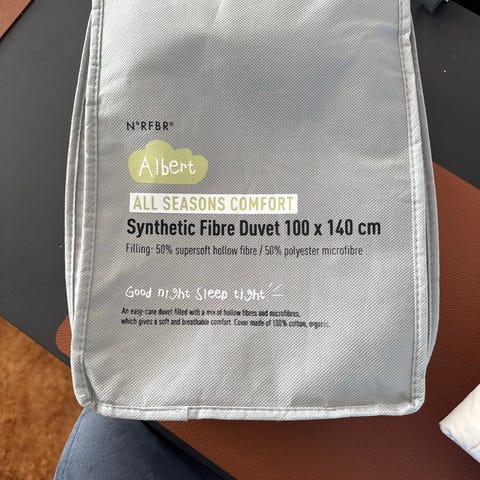 N°RFBR®
Albert
ALL SEASONS COMFORT
Synthetic Fibre Duvet 100 x 140 cm
Filling: 50% supersoft hollow fibre / 50% polyester microfibre
Good night Sleep tight
An easy-care duvet filled with a mix of hollow fibres and microfibres,
which gives a soft and breathable comfort. Cover made of 100% cotton, organic.